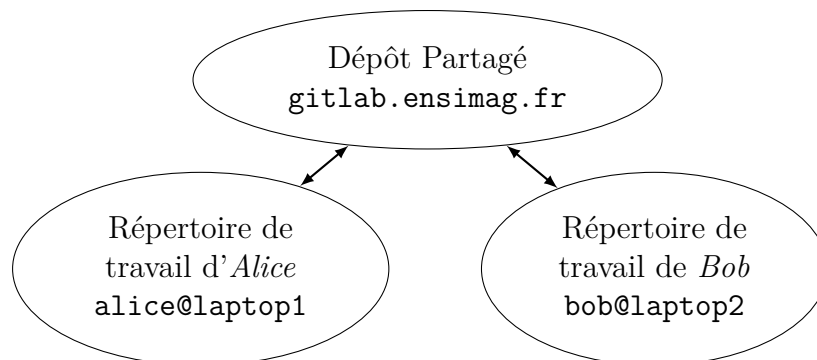 Dépôt Partagé
gitlab.ensimag.fr
Répertoire de
travail d'Alice
alice@laptop1
Répertoire de
travail de Bob
bob@laptop2